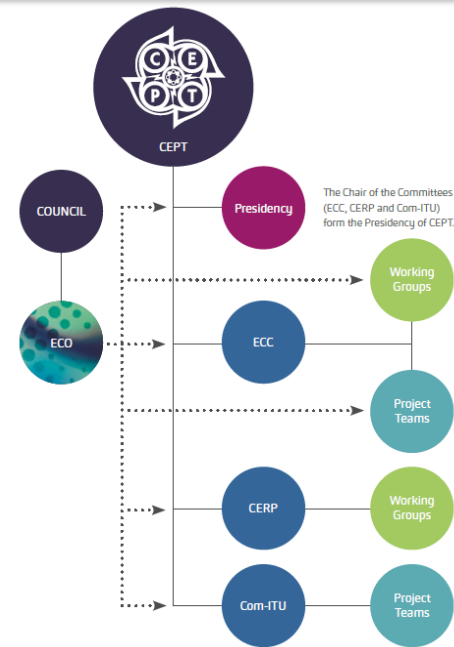 C E
P T
CEPT
COUNCIL
Presidency
The Chair of the Committees
(ECC, CERP and Com-ITU)
form the Presidency of CEPT.
Working
Groups
ECO
ECC
Project
Teams
CERP
Working
Groups
Com-ITU
Project
Teams